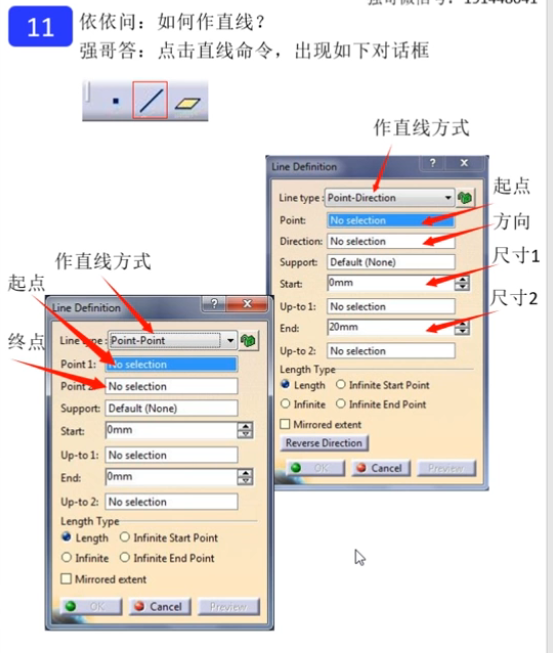 11
依依问：如何作直线？
强哥答：点击直线命令，出现如下对话框
作直线方式
Line Definition
Line type : Point-Direction
Point: No selection
Direction: No selection
Support: Default (None)
Start: 0mm
Up-to 1: No selection
End: 20mm
Up-to 2: No selection
Length Type
Length Infinite Start Point
Infinite Infinite End Point
Mirrored extent
Reverse Direction
OK Cancel Preview
起点
方向
尺寸1
尺寸2
作直线方式
起点
终点
Line Definition
Line type : Point-Point
Point 1: No selection
Point 2: No selection
Support: Default (None)
Start: 0mm
Up-to 1: No selection
End: 0mm
Up-to 2: No selection
Length Type
Length Infinite Start Point
Infinite Infinite End Point
Mirrored extent
OK Cancel Preview